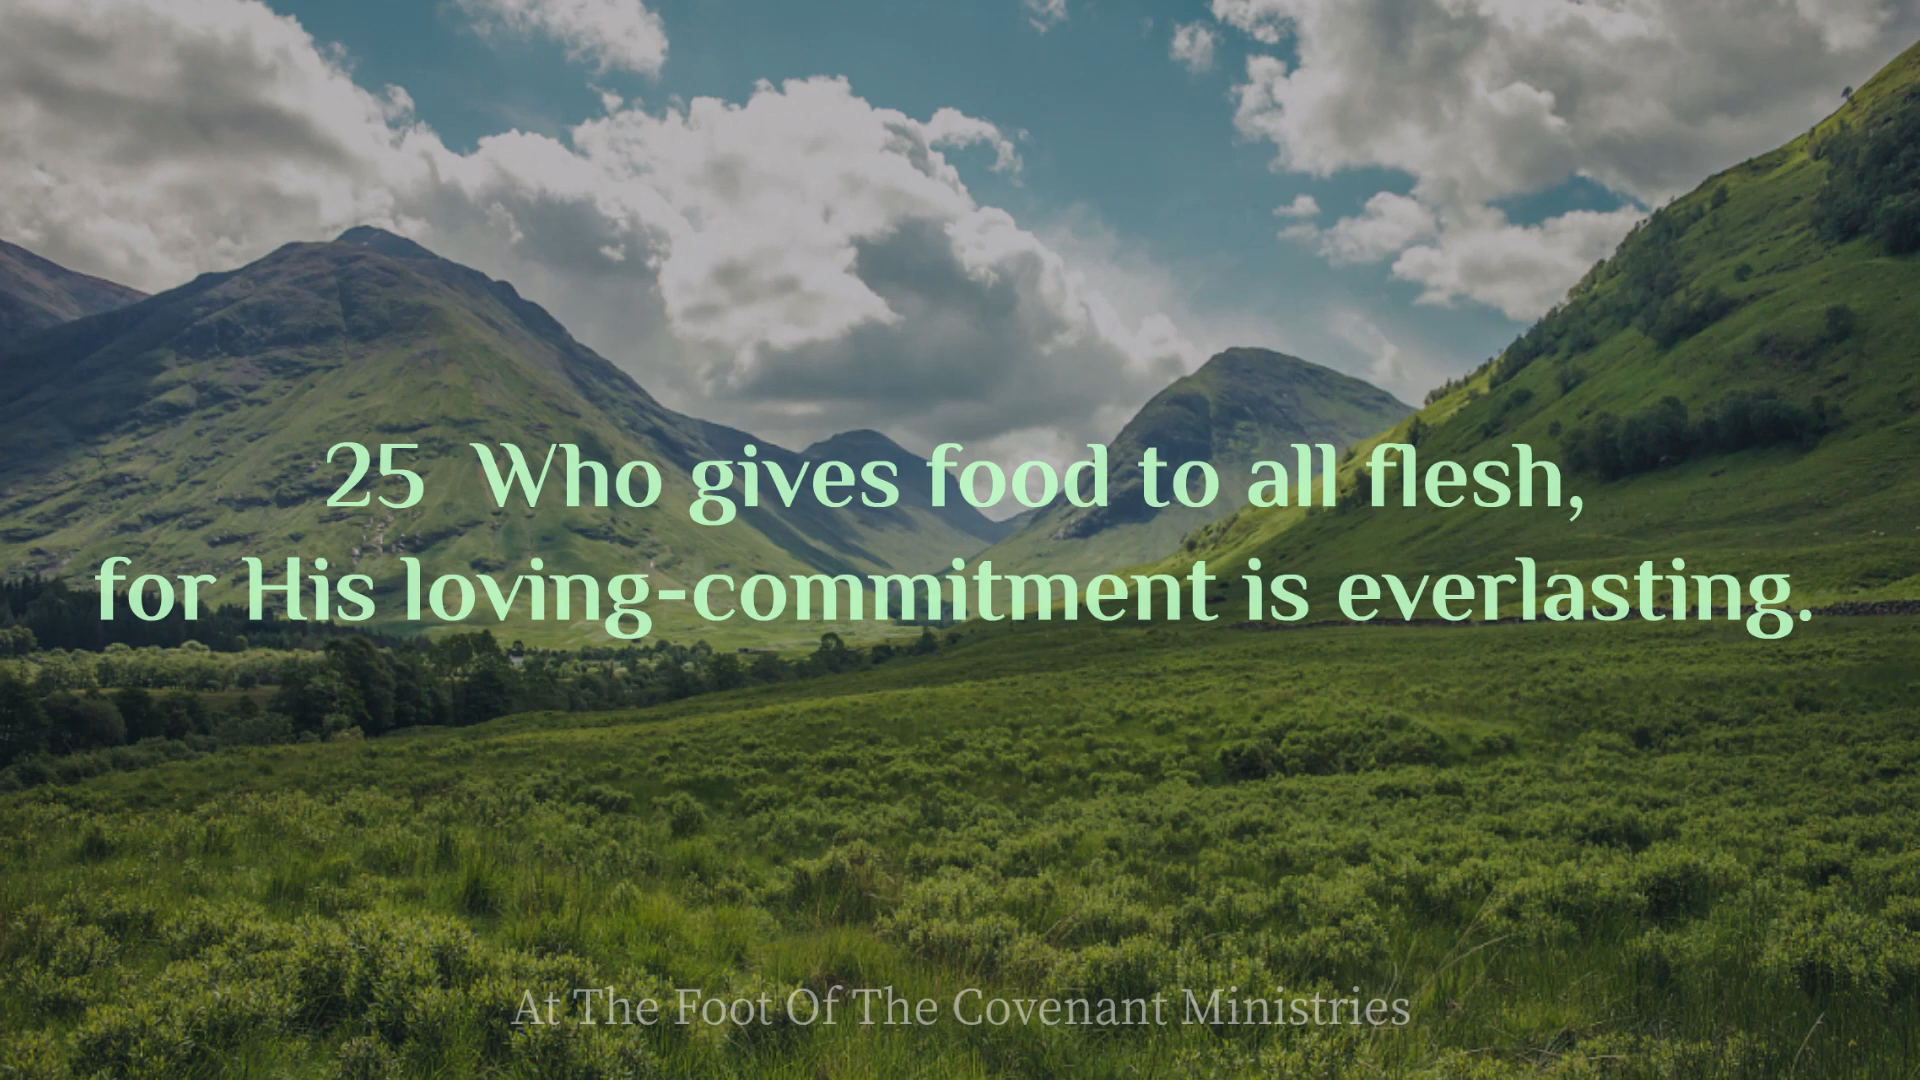 25  Who gives food to all flesh,
for His loving-commitment is everlasting.
At The Foot Of The Covenant Ministries